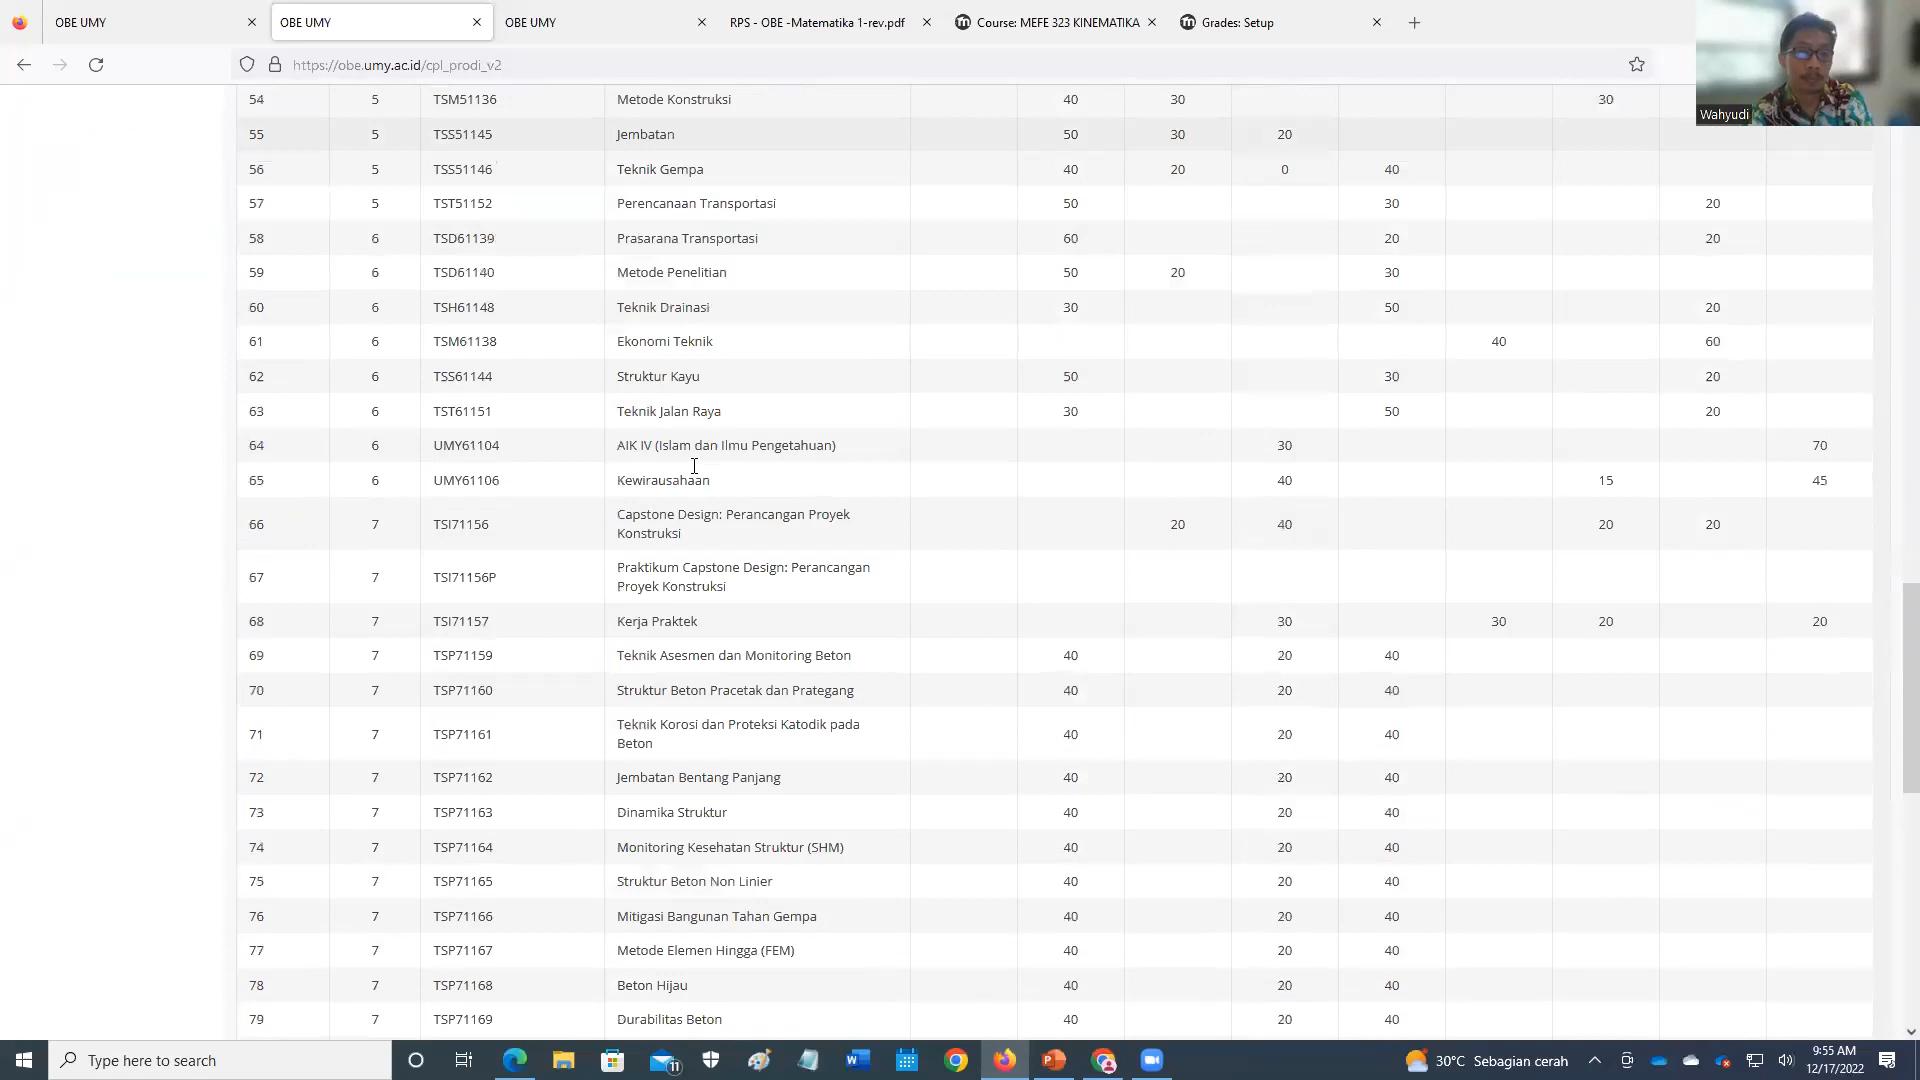 OBE UMY
OBE UMY
OBE UMY
RPS - OBE -Matematika 1-rev.pdf
Course: MEFE 323 KINEMATIKA
Grades: Setup
https://obe.umy.ac.id/cpl_prodi_v2
Wahyudi
54 5 TSM51136 Metode Konstruksi 40 30 30
55 5 TSS51145 Jembatan 50 30 20
56 5 TSS51146 Teknik Gempa 40 20 0 40
57 5 TST51152 Perencanaan Transportasi 50 30 20
58 6 TSD61139 Prasarana Transportasi 60 20 20
59 6 TSD61140 Metode Penelitian 50 20 30
60 6 TSH61148 Teknik Drainasi 30 50 20
61 6 TSM61138 Ekonomi Teknik 40 60
62 6 TSS61144 Struktur Kayu 50 30 20
63 6 TST61151 Teknik Jalan Raya 30 50 20
64 6 UMY61104 AIK IV (Islam dan Ilmu Pengetahuan) 30 70
65 6 UMY61106 Kewirausahaan 40 15 45
66 7 TSI71156 Capstone Design: Perancangan Proyek
Konstruksi 20 40 20 20
67 7 TSI71156P Praktikum Capstone Design: Perancangan
Proyek Konstruksi
68 7 TSI71157 Kerja Praktek 30 30 20 20
69 7 TSP71159 Teknik Asesmen dan Monitoring Beton 40 20 40
70 7 TSP71160 Struktur Beton Pracetak dan Prategang 40 20 40
71 7 TSP71161 Teknik Korosi dan Proteksi Katodik pada
Beton 40 20 40
72 7 TSP71162 Jembatan Bentang Panjang 40 20 40
73 7 TSP71163 Dinamika Struktur 40 20 40
74 7 TSP71164 Monitoring Kesehatan Struktur (SHM) 40 20 40
75 7 TSP71165 Struktur Beton Non Linier 40 20 40
76 7 TSP71166 Mitigasi Bangunan Tahan Gempa 40 20 40
77 7 TSP71167 Metode Elemen Hingga (FEM) 40 20 40
78 7 TSP71168 Beton Hijau 40 20 40
79 7 TSP71169 Durabilitas Beton 40 20 40
Type here to search
11
30°C Sebagian cerah
9:55 AM
12/17/2022